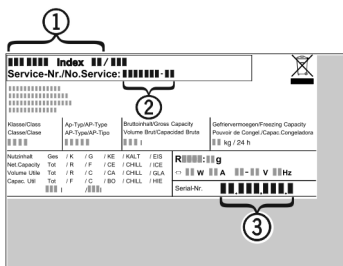 1
Index /
Service-Nr./No.Service: -
2
Klasse/Class
Classe/Clase
Ap-Typ/AP-Type
AP-Type/AP-Tipo
Bruttoinhalt/Gross Capacity
Volume Brut/Capacidad Bruta
l
Gefriervermoegen/Freezing Capacity
Pouvoir de Congel./Capac.Congeladora
kg / 24 h
Nutzinhalt Ges / K / G / KE / KALT / EIS
Net.Capacity Tot / R / F / CE / CHILL / ICE
Volume Utile Tot / R / C / CA / CHILL / GLA
Capac. Util Tot / F / C / BO / CHILL / HIE
l / l
R : g
W A - V Hz
Serial-Nr. . . .
3